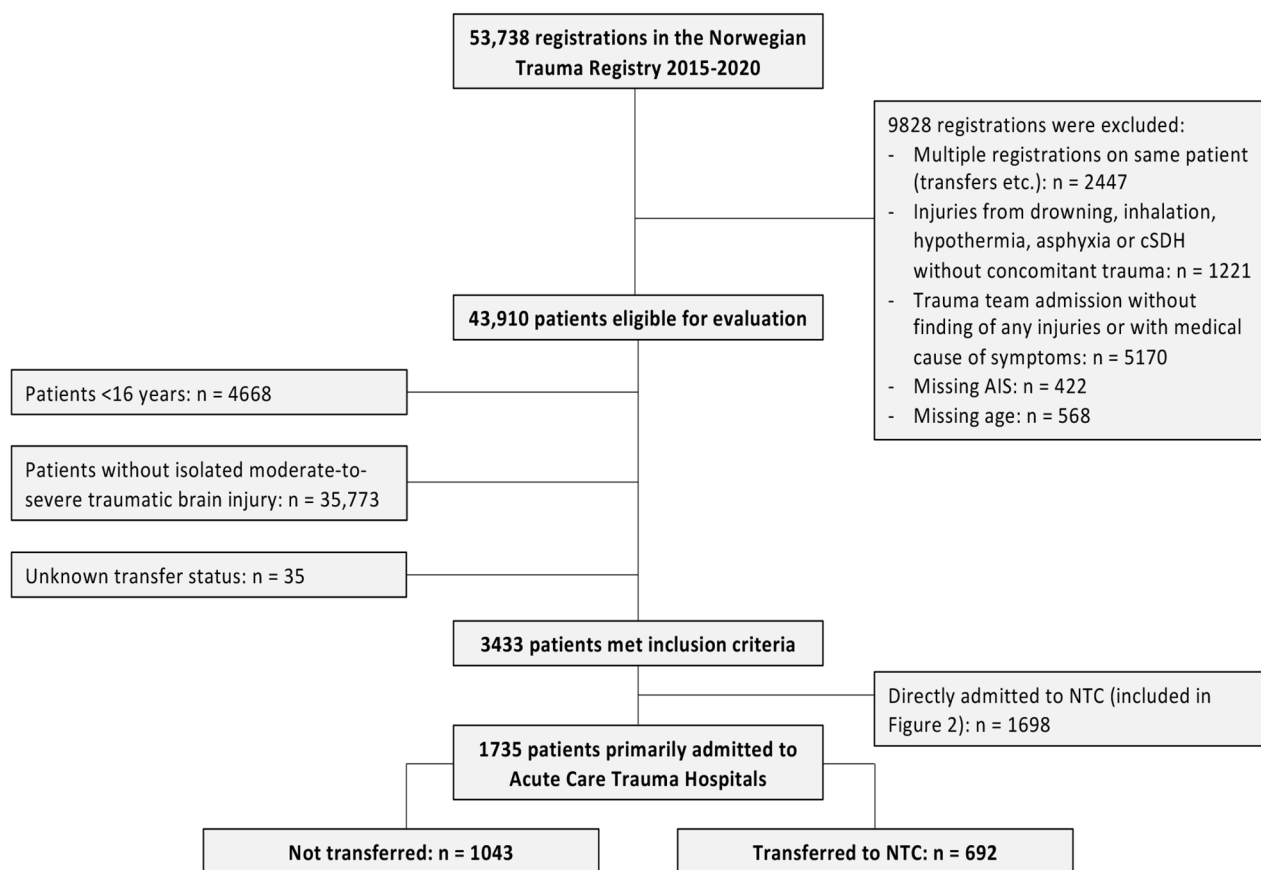 53,738 registrations in the Norwegian
Trauma Registry 2015-2020
9828 registrations were excluded:
- Multiple registrations on same patient
(transfers etc.): n = 2447
- Injuries from drowning, inhalation,
hypothermia, asphyxia or cSDH
without concomitant trauma: n = 1221
- Trauma team admission without
finding of any injuries or with medical
cause of symptoms: n = 5170
- Missing AIS: n = 422
- Missing age: n = 568
43,910 patients eligible for evaluation
Patients <16 years: n = 4668
Patients without isolated moderate-to-
severe traumatic brain injury: n = 35,773
Unknown transfer status: n = 35
3433 patients met inclusion criteria
Directly admitted to NTC (included in
Figure 2): n = 1698
1735 patients primarily admitted to
Acute Care Trauma Hospitals
Not transferred: n = 1043
Transferred to NTC: n = 692